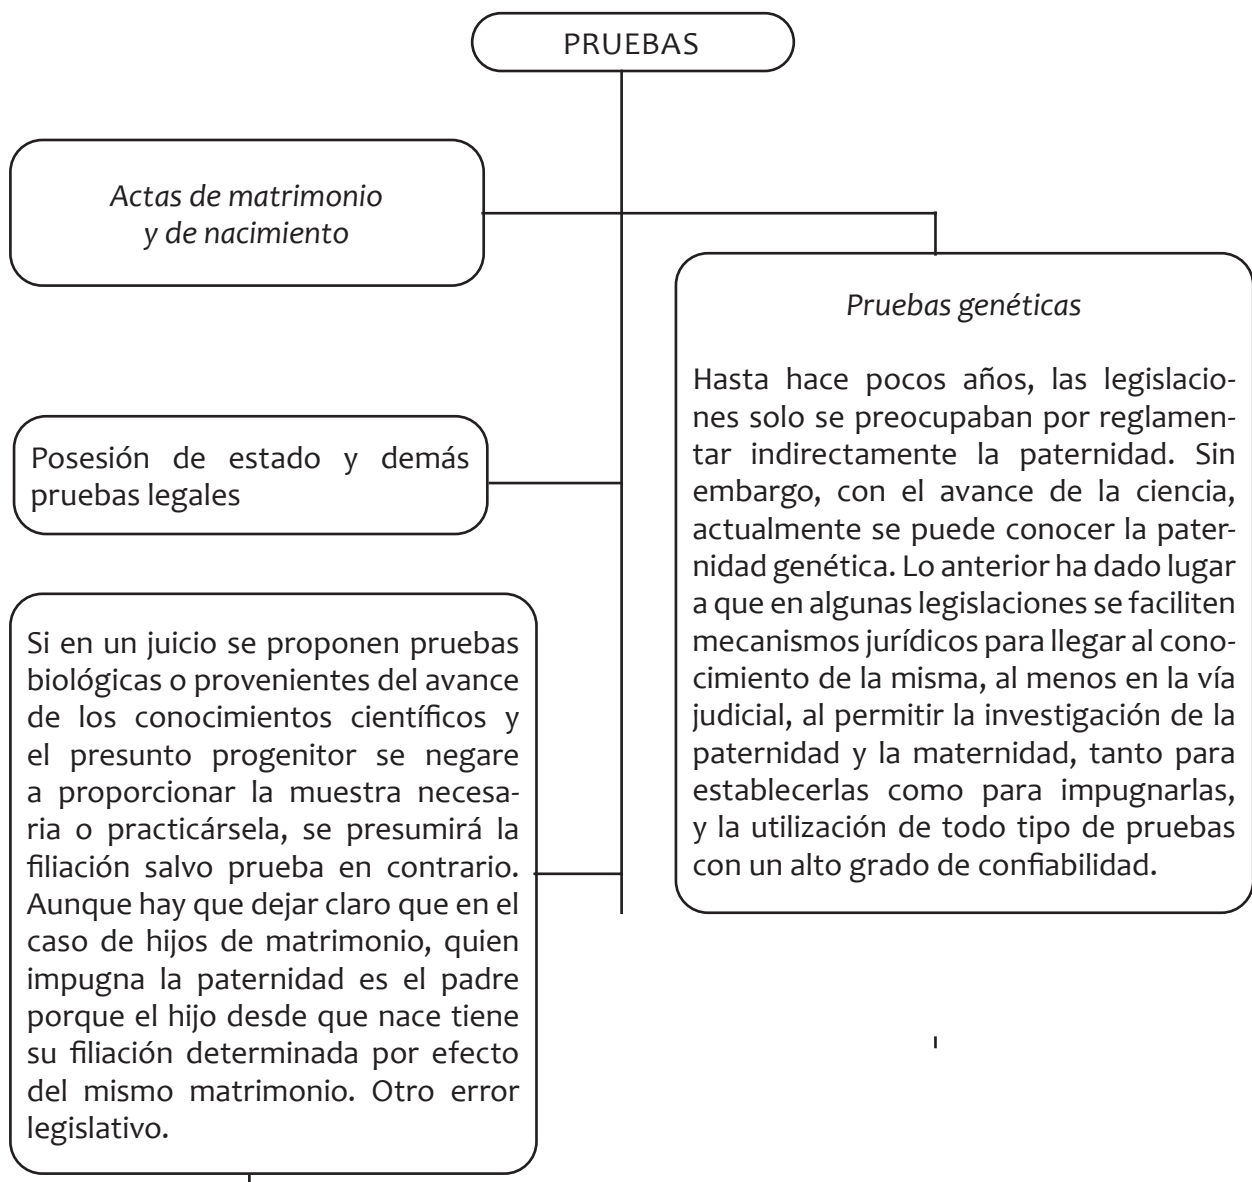 PRUEBAS
Actas de matrimonio
y de nacimiento
Pruebas genéticas
Hasta hace pocos años, las legislacio-
nes solo se preocupaban por reglamen-
tar indirectamente la paternidad. Sin
embargo, con el avance de la ciencia,
actualmente se puede conocer la pater-
nidad genética. Lo anterior ha dado lugar
a que en algunas legislaciones se faciliten
mecanismos jurídicos para llegar al cono-
cimiento de la misma, al menos en la vía
judicial, al permitir la investigación de la
paternidad y la maternidad, tanto para
establecerlas como para impugnarlas,
y la utilización de todo tipo de pruebas
con un alto grado de confiabilidad.
Posesión de estado y demás
pruebas legales
Si en un juicio se proponen pruebas
biológicas o provenientes del avance
de los conocimientos científicos y
el presunto progenitor se negare
a proporcionar la muestra necesa-
ria o practicársela, se presumirá la
filiación salvo prueba en contrario.
Aunque hay que dejar claro que en el
caso de hijos de matrimonio, quien
impugna la paternidad es el padre
porque el hijo desde que nace tiene
su filiación determinada por efecto
del mismo matrimonio. Otro error
legislativo.